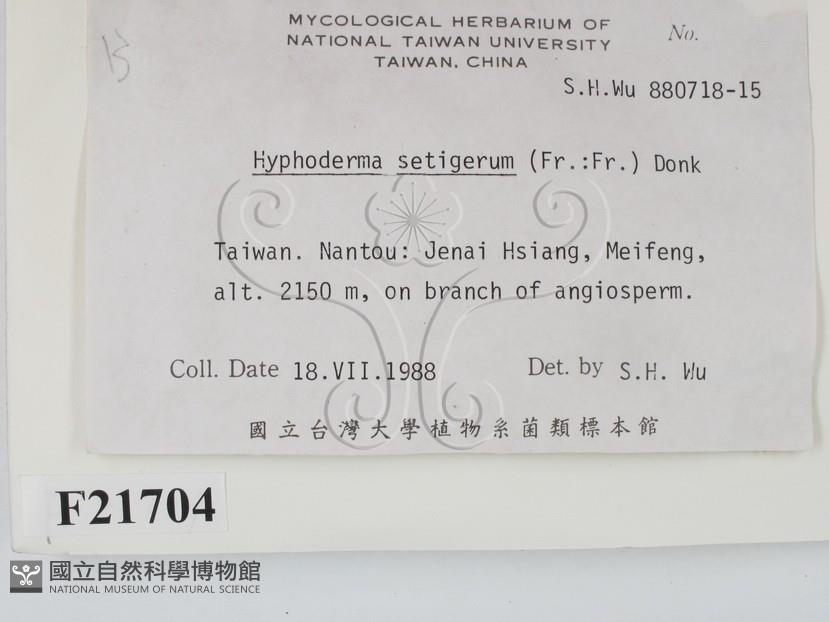 MYCOLOGICAL HERBARIUM OF
NATIONAL TAIWAN UNIVERSITY
TAIWAN, CHINA
No.
S.H.Wu 880718-15
Hyphoderma setigerum (Fr.:Fr.) Donk
Taiwan. Nantou: Jenai Hsiang, Meifeng,
alt. 2150 m, on branch of angiosperm.
Coll. Date 18.VII.1988 Det. by S.H. Wu
國立台灣大學植物系菌類標本館
F21704
國立自然科學博物館
NATIONAL MUSEUM OF NATURAL SCIENCE